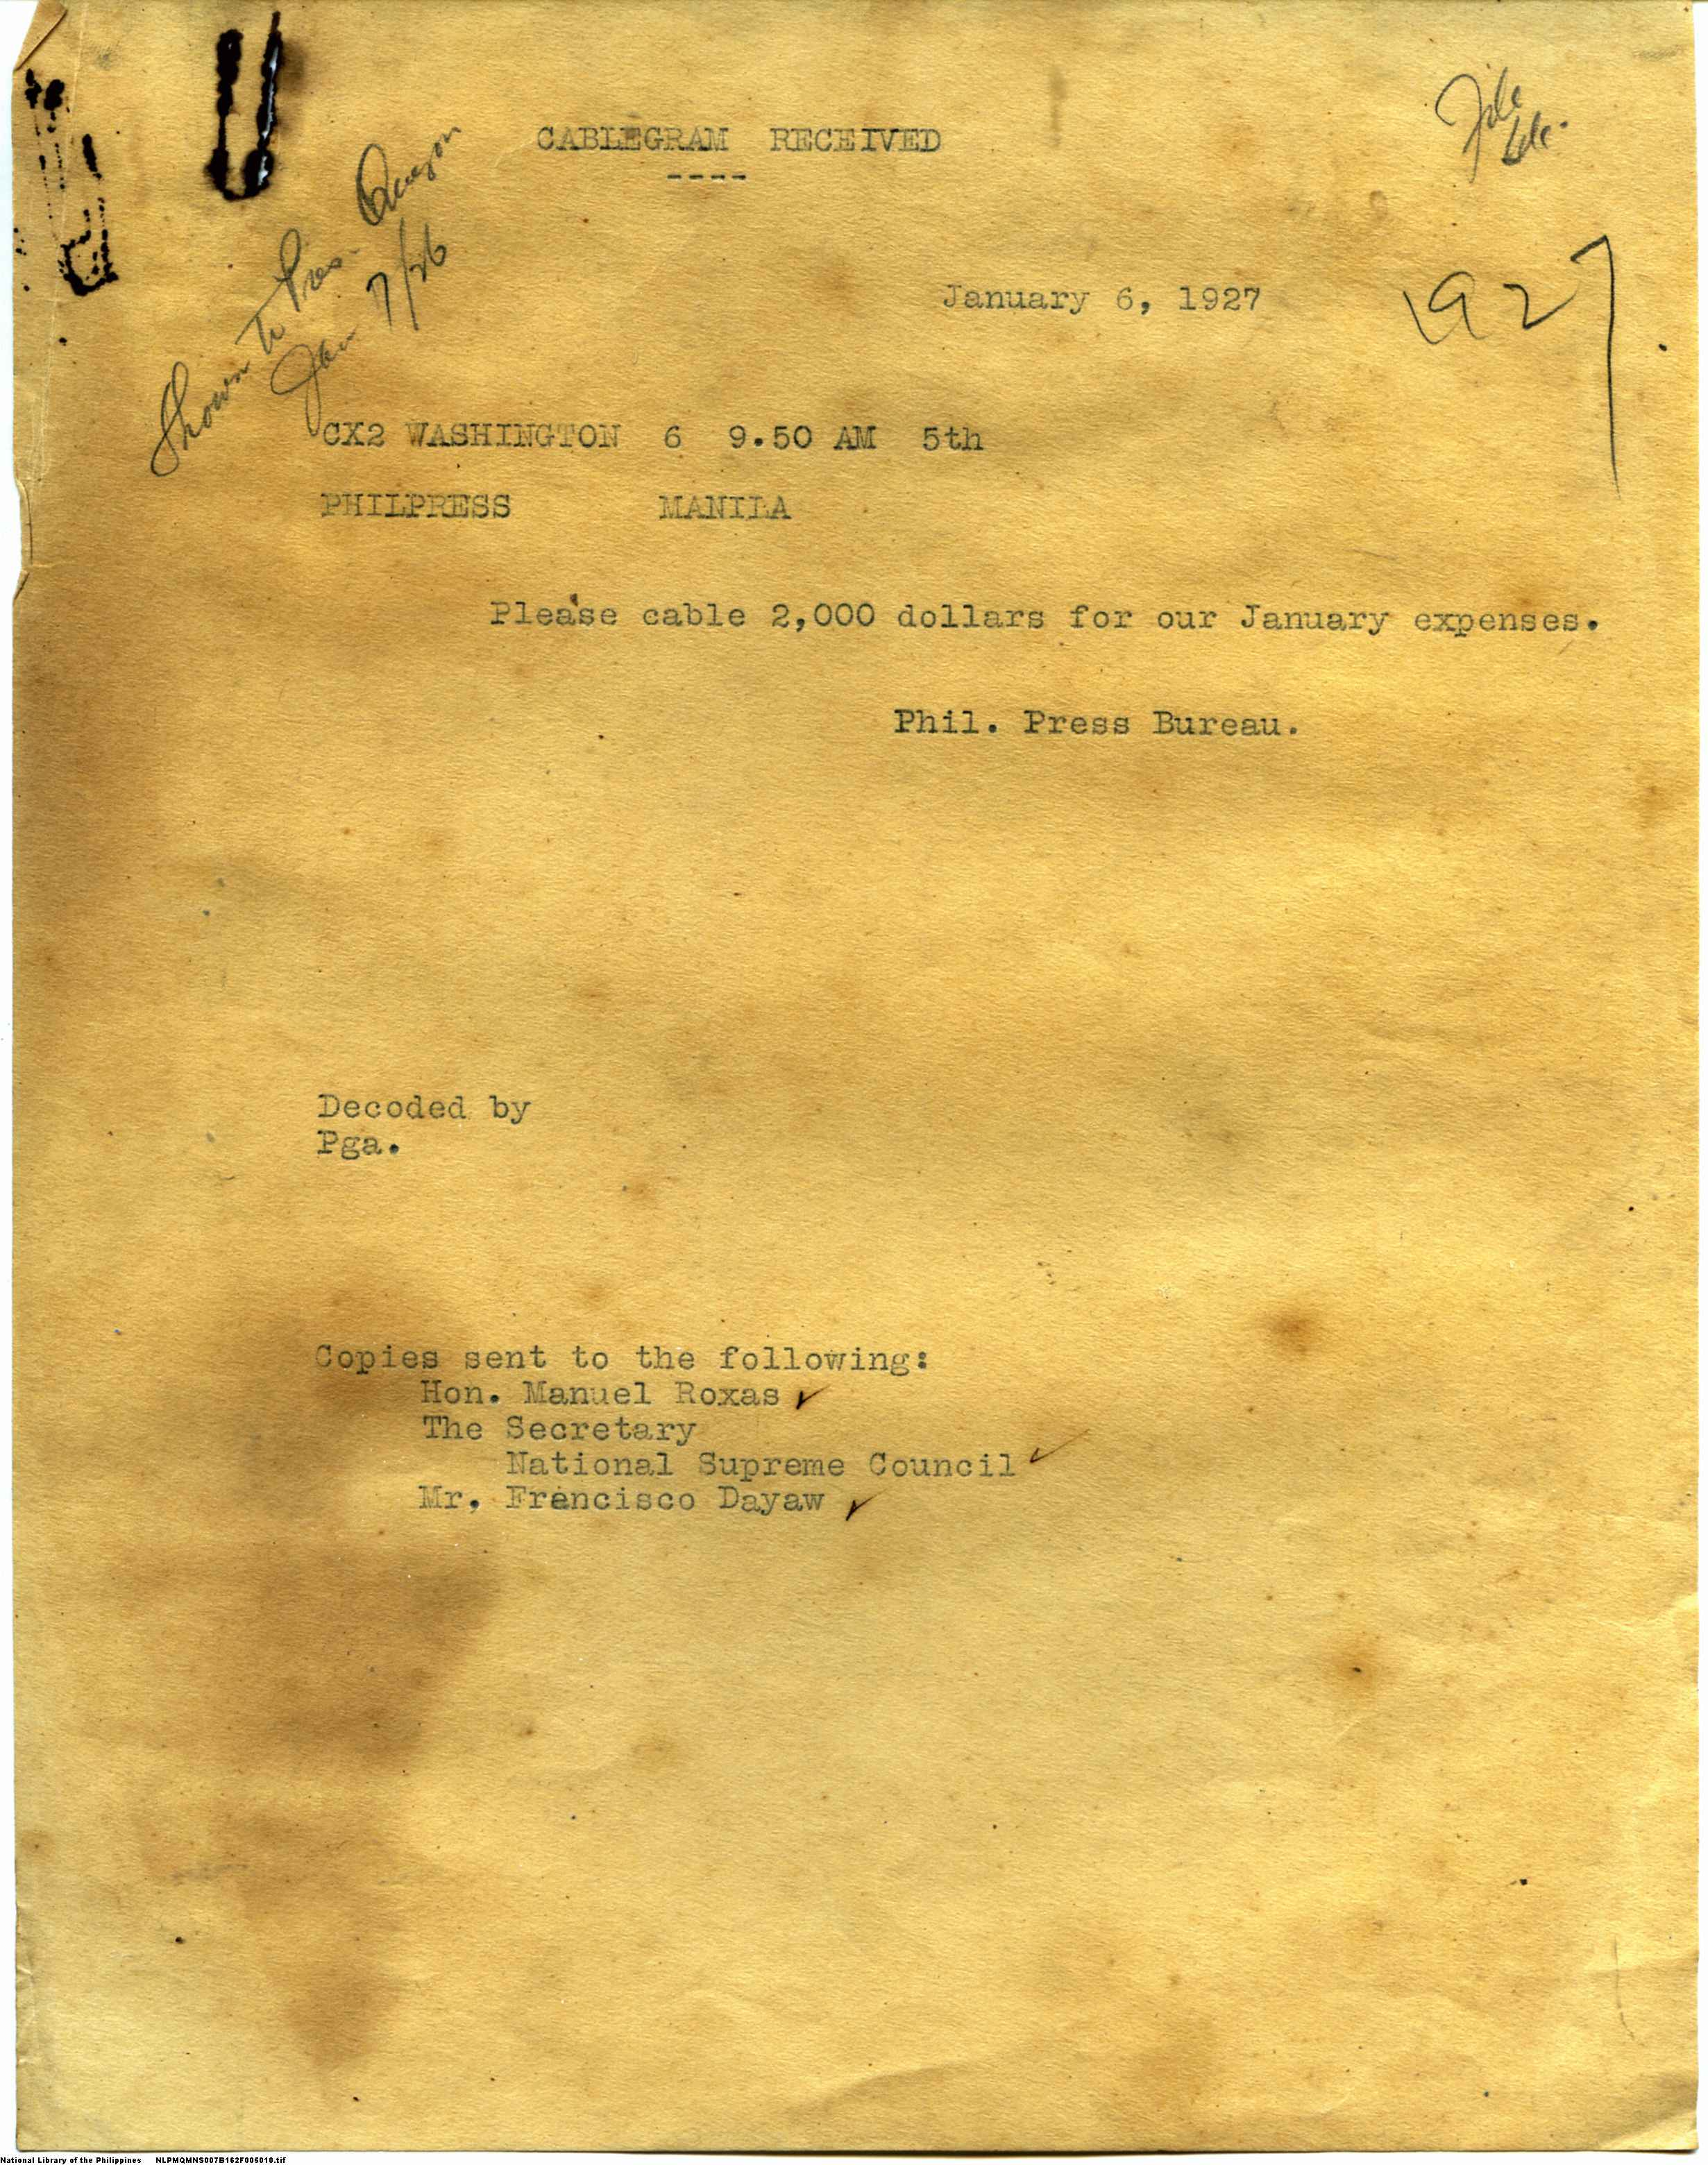 CABLEGRAM RECEIVED
----
File
Shown to Pres. Quezon
Jan 7/26
January 6, 1927
1927
CX2 WASHINGTON 6 9.50 AM 5th
PHILPRESS MANILA
Please cable 2,000 dollars for our January expenses.
Phil. Press Bureau.
Decoded by
Pga.
Copies sent to the following:
Hon. Manuel Roxas ✓
The Secretary
National Supreme Council ✓
Mr. Francisco Dayaw ✓
National Library of the Philippines NLPMQMNS007B162F005010.tif